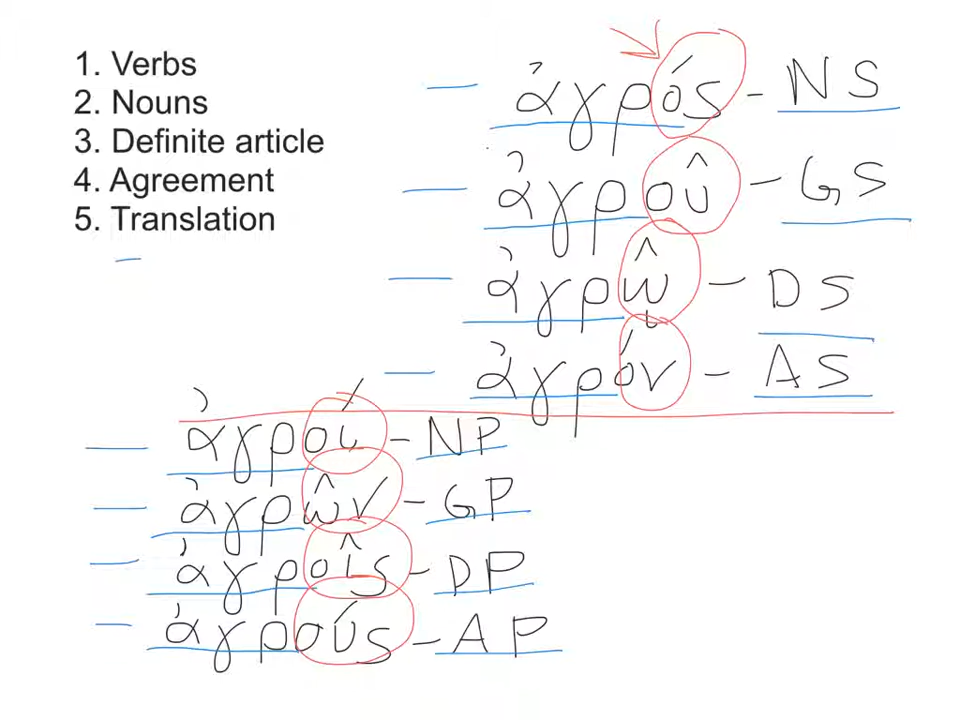 1. Verbs
2. Nouns
3. Definite article
4. Agreement
5. Translation
ἀγρός - NS
ἀγροῦ - GS
ἀγρῷ - DS
ἀγρόν - AS
ἀγροί - NP
ἀγρῶν - GP
ἀγροῖς - DP
ἀγρούς - AP